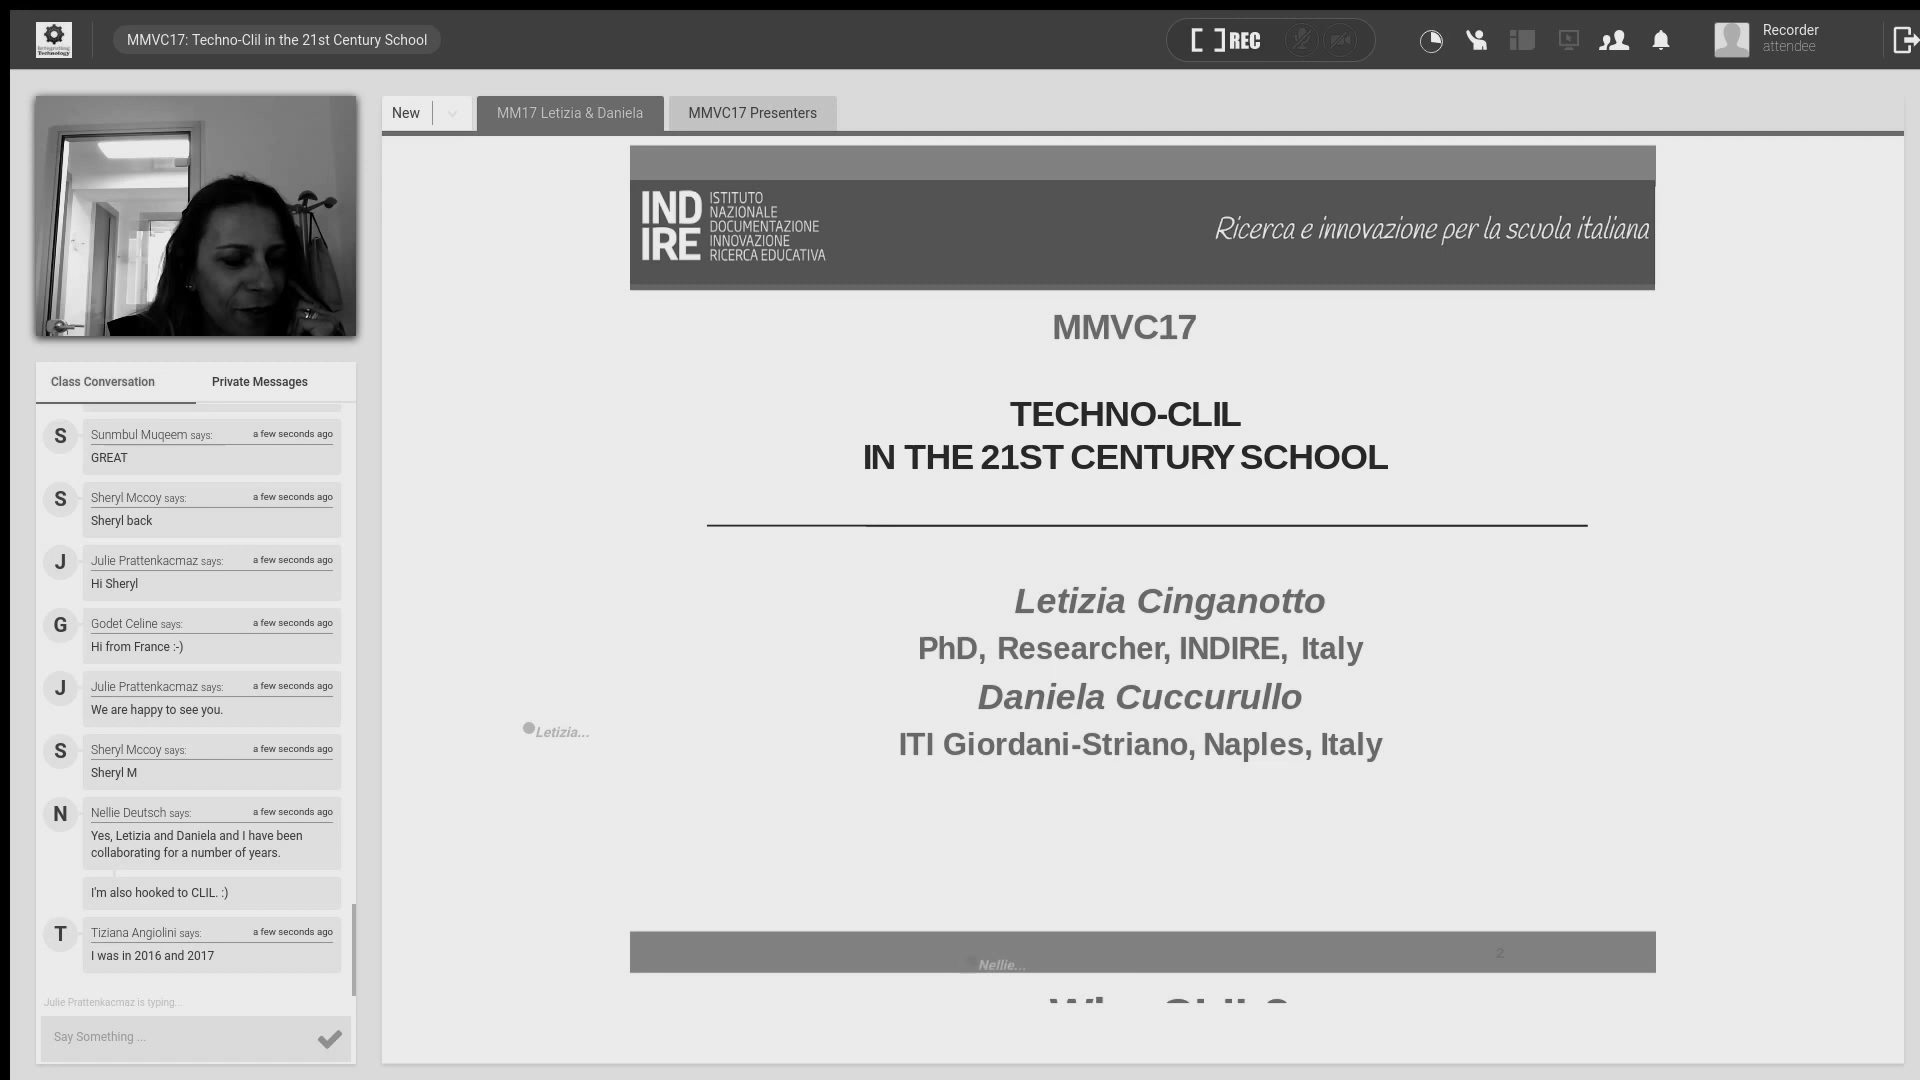 MMVC17: Techno-Clil in the 21st Century School
REC
Recorder
attendee
New
MM17 Letizia & Daniela
MMVC17 Presenters
IND
IRE
ISTITUTO
NAZIONALE
DOCUMENTAZIONE
INNOVAZIONE
RICERCA EDUCATIVA
Ricerca e innovazione per la scuola italiana
MMVC17
TECHNO-CLIL
IN THE 21ST CENTURY SCHOOL
Letizia Cinganotto
PhD, Researcher, INDIRE, Italy
Daniela Cuccurullo
ITI Giordani-Striano, Naples, Italy
Letizia...
2
Nellie...
Class Conversation
Private Messages
S
Sunmbul Muqeem says: a few seconds ago
GREAT
S
Sheryl Mccoy says: a few seconds ago
Sheryl back
J
Julie Prattenkacmaz says: a few seconds ago
Hi Sheryl
G
Godet Celine says: a few seconds ago
Hi from France :-)
J
Julie Prattenkacmaz says: a few seconds ago
We are happy to see you.
S
Sheryl Mccoy says: a few seconds ago
Sheryl M
N
Nellie Deutsch says: a few seconds ago
Yes, Letizia and Daniela and I have been
collaborating for a number of years.
I'm also hooked to CLIL. :)
T
Tiziana Angiolini says: a few seconds ago
I was in 2016 and 2017
Julie Prattenkacmaz is typing...
Say Something ...